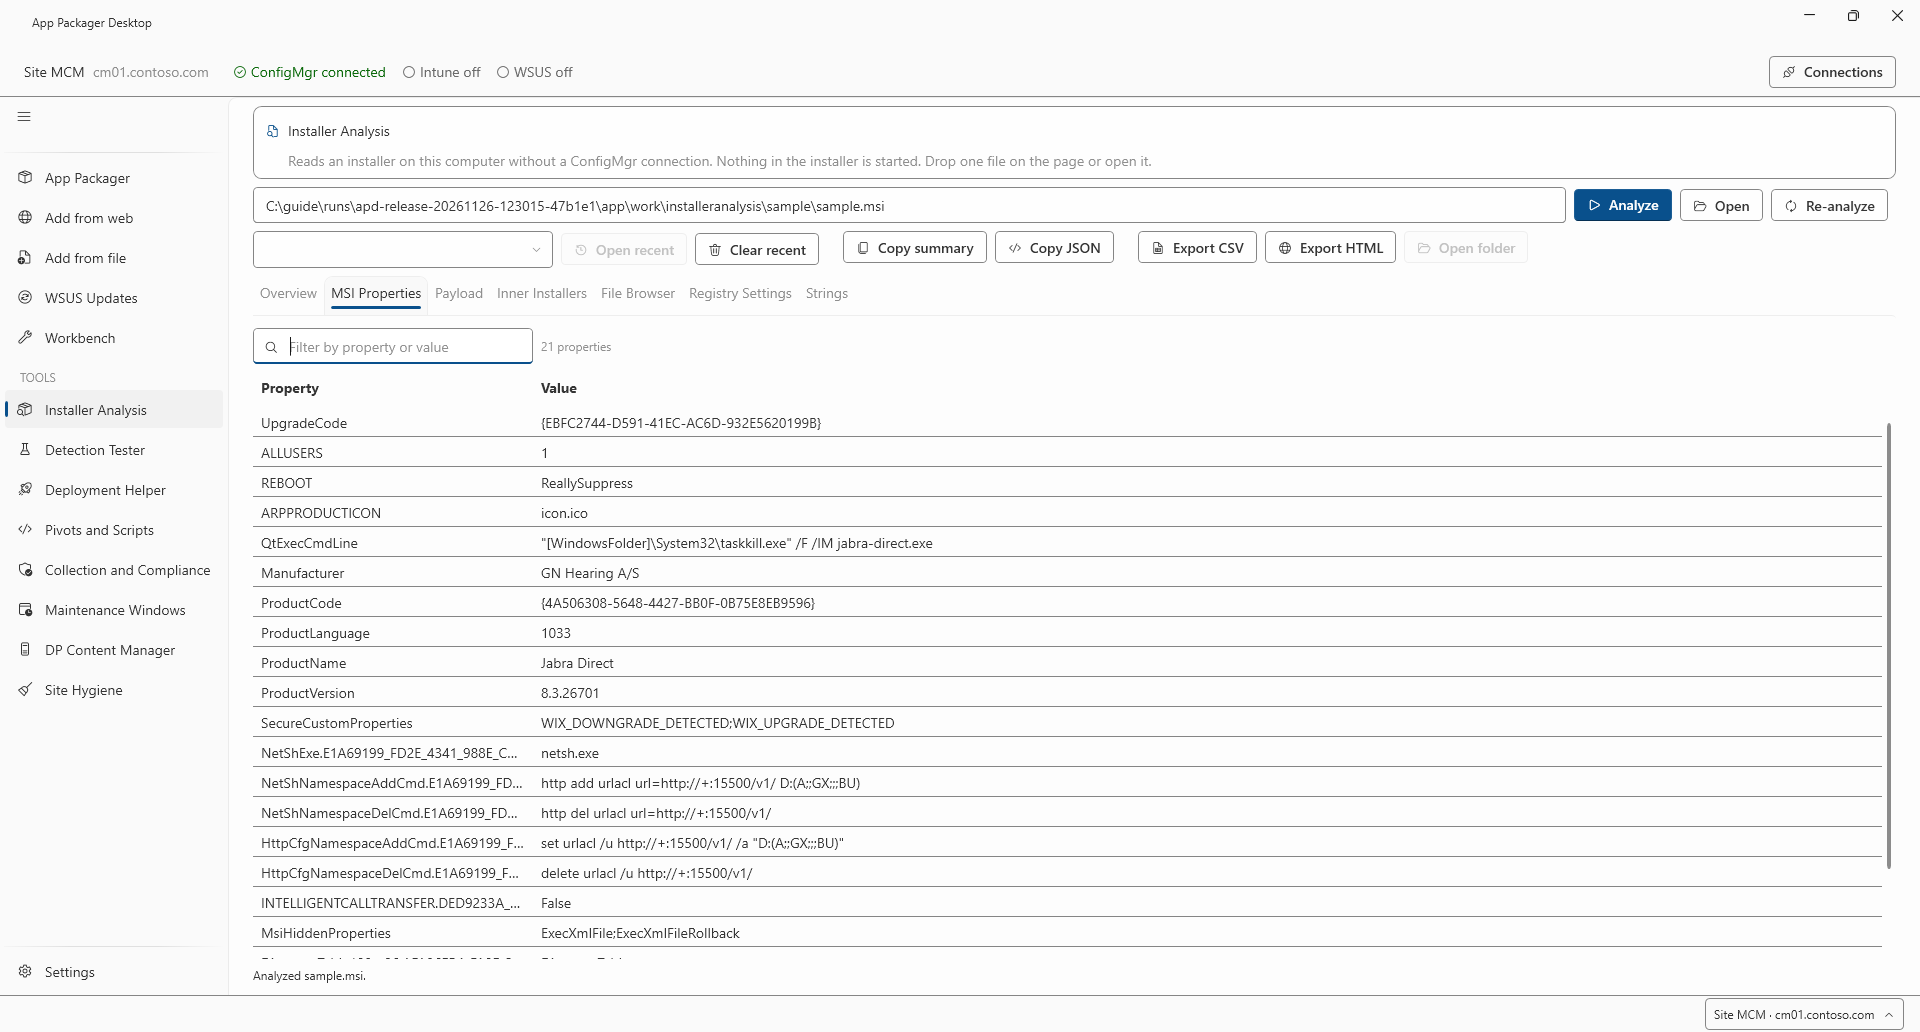 App Packager Desktop
Site MCM cm01.contoso.com ConfigMgr connected Intune off WSUS off Connections
App Packager
Add from web
Add from file
WSUS Updates
Workbench
TOOLS
Installer Analysis
Detection Tester
Deployment Helper
Pivots and Scripts
Collection and Compliance
Maintenance Windows
DP Content Manager
Site Hygiene
Settings
Installer Analysis
Reads an installer on this computer without a ConfigMgr connection. Nothing in the installer is started. Drop one file on the page or open it.
C:\guide\runs\apd-release-20261126-123015-47b1e1\app\work\installeranalysis\sample\sample.msi Analyze Open Re-analyze
Open recent Clear recent Copy summary Copy JSON Export CSV Export HTML Open folder
Overview MSI Properties Payload Inner Installers File Browser Registry Settings Strings
Filter by property or value 21 properties
Property Value
UpgradeCode {EBFC2744-D591-41EC-AC6D-932E5620199B}
ALLUSERS 1
REBOOT ReallySuppress
ARPPRODUCTICON icon.ico
QtExecCmdLine "[WindowsFolder]\System32\taskkill.exe" /F /IM jabra-direct.exe
Manufacturer GN Hearing A/S
ProductCode {4A506308-5648-4427-BB0F-0B75E8EB9596}
ProductLanguage 1033
ProductName Jabra Direct
ProductVersion 8.3.26701
SecureCustomProperties WIX_DOWNGRADE_DETECTED;WIX_UPGRADE_DETECTED
NetShExe.E1A69199_FD2E_4341_988E_C... netsh.exe
NetShNamespaceAddCmd.E1A69199_FD... http add urlacl url=http://+:15500/v1/ D:(A;;GX;;;BU)
NetShNamespaceDelCmd.E1A69199_FD... http del urlacl url=http://+:15500/v1/
HttpCfgNamespaceAddCmd.E1A69199_F... set urlacl /u http://+:15500/v1/ /a "D:(A;;GX;;;BU)"
HttpCfgNamespaceDelCmd.E1A69199_F... delete urlacl /u http://+:15500/v1/
INTELLIGENTCALLTRANSFER.DED9233A_... False
MsiHiddenProperties ExecXmlFile;ExecXmlFileRollback
Analyzed sample.msi.
Site MCM · cm01.contoso.com